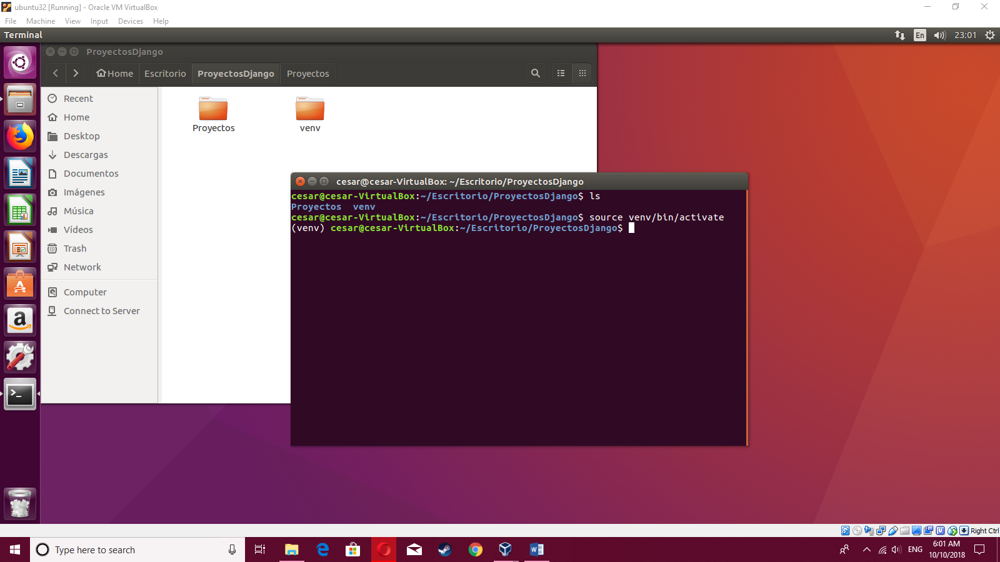 ubuntu32 [Running] - Oracle VM VirtualBox
File Machine View Input Devices Help
Terminal
En
23:01
ProyectosDjango
Home Escritorio ProyectosDjango Proyectos
Recent
Home
Desktop
Descargas
Documentos
Imágenes
Música
Vídeos
Trash
Network
Computer
Connect to Server
Proyectos
venv
cesar@cesar-VirtualBox: ~/Escritorio/ProyectosDjango
cesar@cesar-VirtualBox:~/Escritorio/ProyectosDjango$ ls
Proyectos venv
cesar@cesar-VirtualBox:~/Escritorio/ProyectosDjango$ source venv/bin/activate
(venv) cesar@cesar-VirtualBox:~/Escritorio/ProyectosDjango$
Right Ctrl
Type here to search
ENG
6:01 AM
10/10/2018